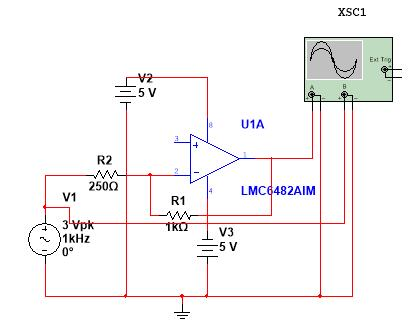 XSC1
Ext Trig
+
A
B
+
+
V2
5 V
U1A
8
3
+
2
1
4
R2
250Ω
LMC6482AIM
R1
1kΩ
V1
3 Vpk
1kHz
0°
V3
5 V